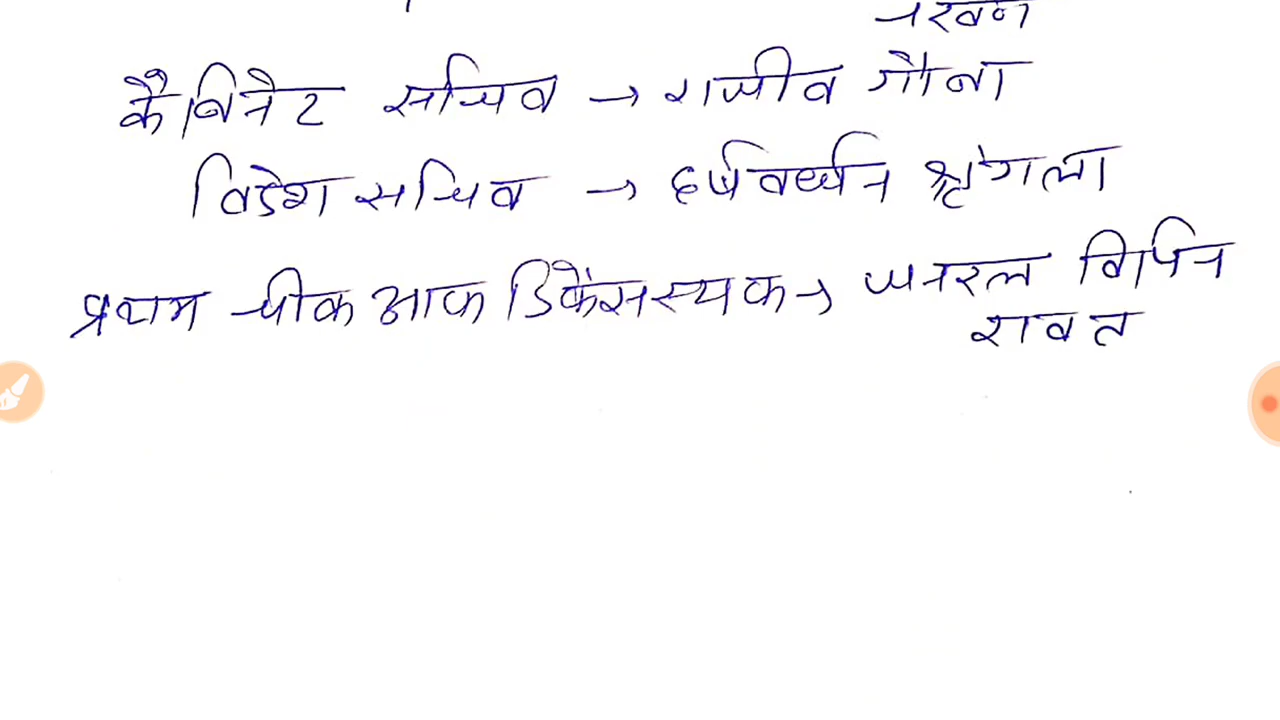 कैबिनेट सचिव → राजीव गौबा
विदेश सचिव → हर्षवर्धन श्रृंगला
प्रथम चीफ आफ डिफेंस स्टाफ → जनरल विपिन
रावत